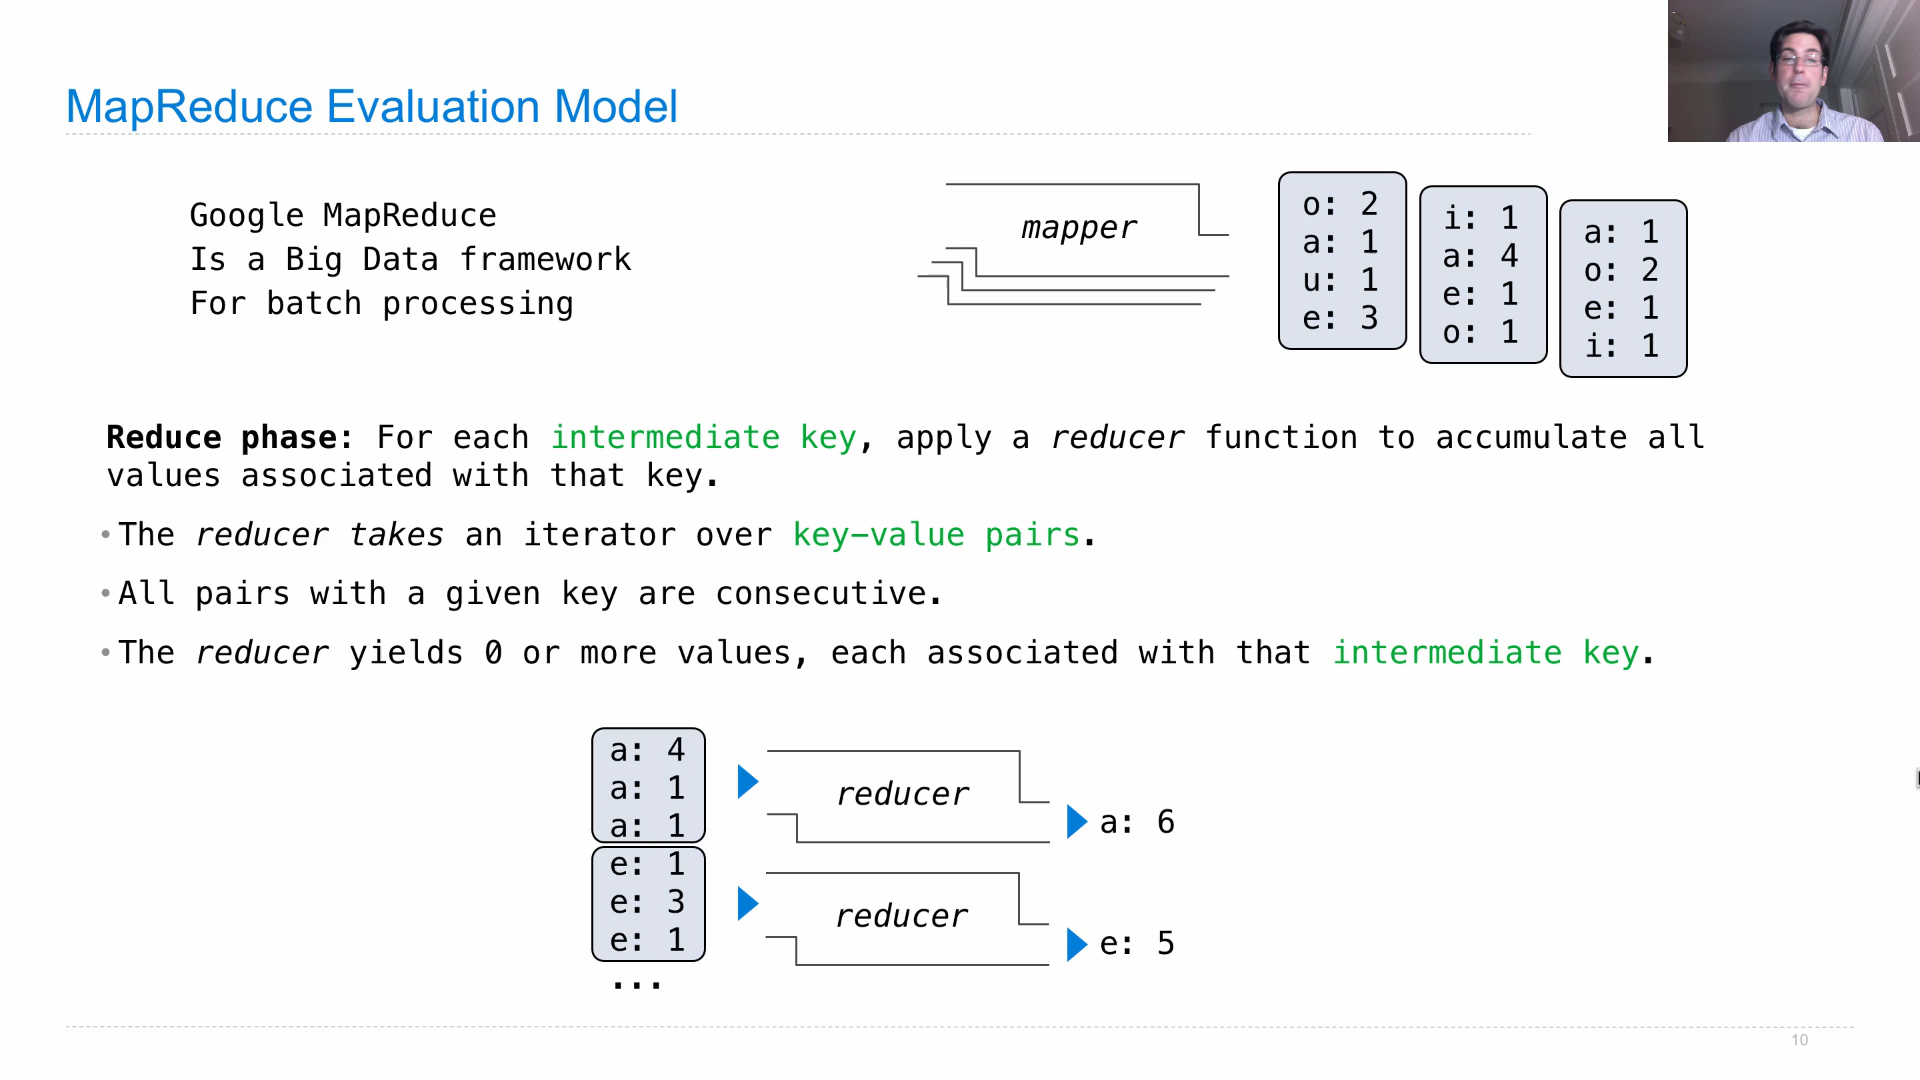 MapReduce Evaluation Model
Google MapReduce
Is a Big Data framework
For batch processing
mapper
o: 2
a: 1
u: 1
e: 3
i: 1
a: 4
e: 1
o: 1
a: 1
o: 2
e: 1
i: 1
Reduce phase: For each intermediate key, apply a reducer function to accumulate all
values associated with that key.
•The reducer takes an iterator over key-value pairs.
•All pairs with a given key are consecutive.
•The reducer yields 0 or more values, each associated with that intermediate key.
a: 4
a: 1
a: 1
reducer
a: 6
e: 1
e: 3
e: 1
reducer
e: 5
...
10